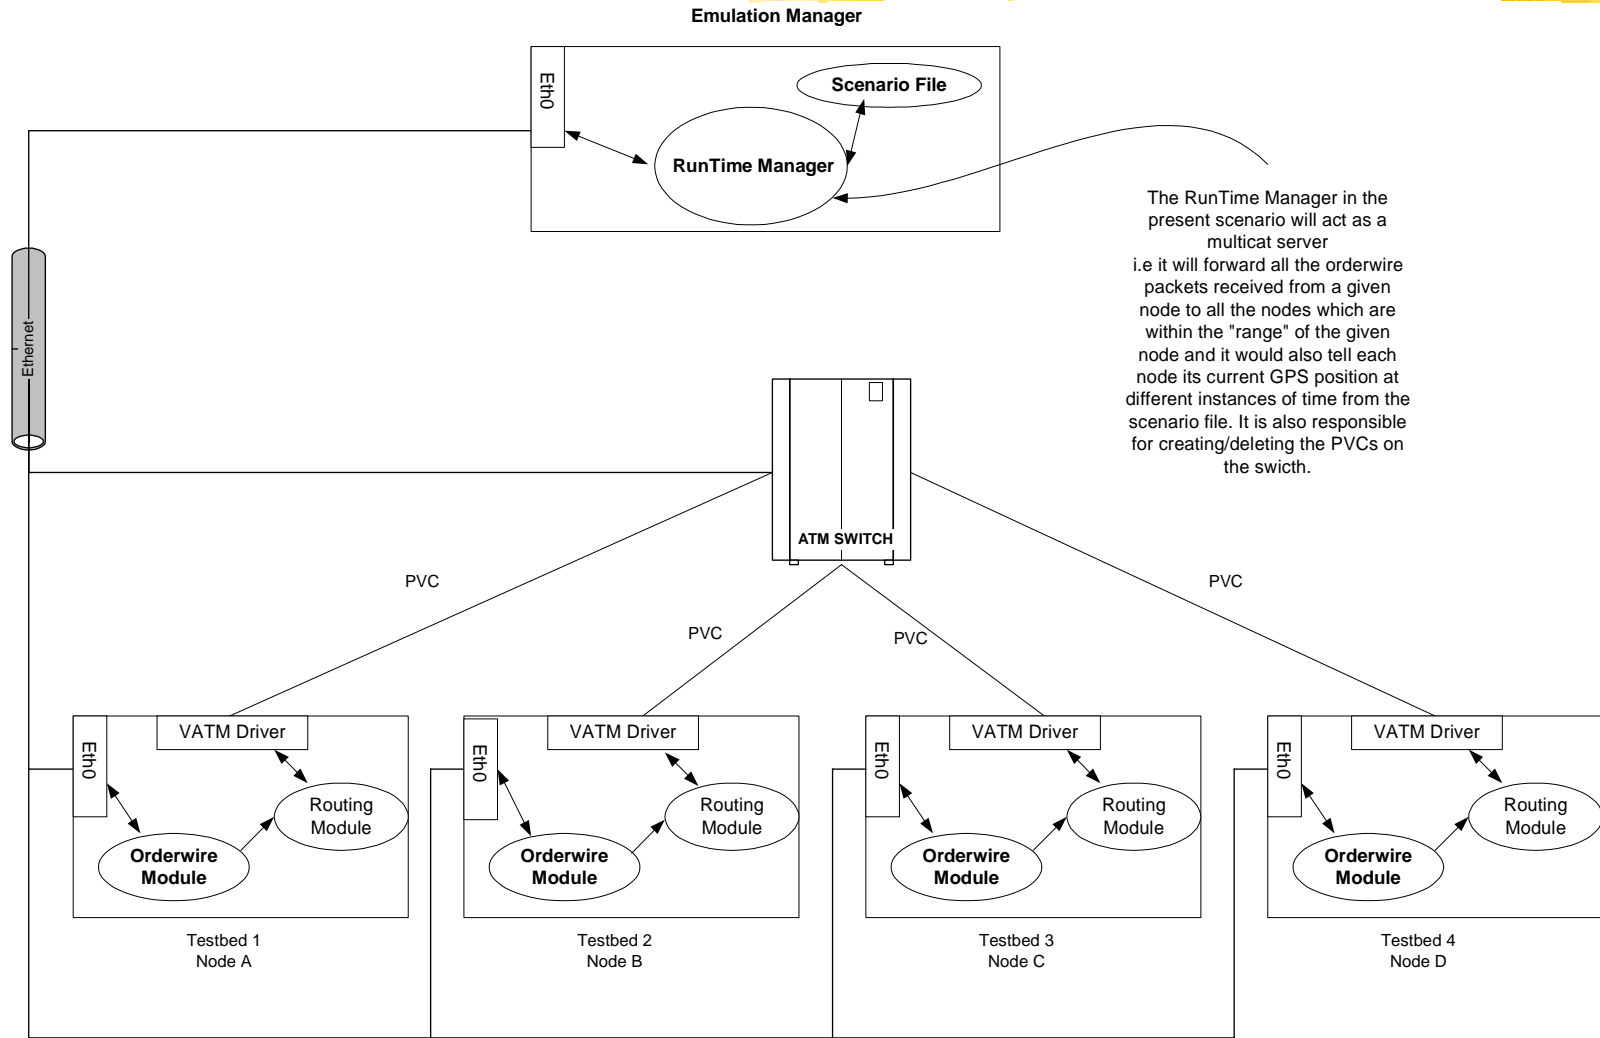 Emulation Manager
Eth0
Scenario File
RunTime Manager
The RunTime Manager in the
present scenario will act as a
multicat server
i.e it will forward all the orderwire
packets received from a given
node to all the nodes which are
within the "range" of the given
node and it would also tell each
node its current GPS position at
different instances of time from the
scenario file. It is also responsible
for creating/deleting the PVCs on
the swicth.
Ethernet
ATM SWITCH
PVC
PVC
PVC
PVC
Eth0
VATM Driver
Routing
Module
Orderwire
Module
Testbed 1
Node A
Eth0
VATM Driver
Routing
Module
Orderwire
Module
Testbed 2
Node B
Eth0
VATM Driver
Routing
Module
Orderwire
Module
Testbed 3
Node C
Eth0
VATM Driver
Routing
Module
Orderwire
Module
Testbed 4
Node D